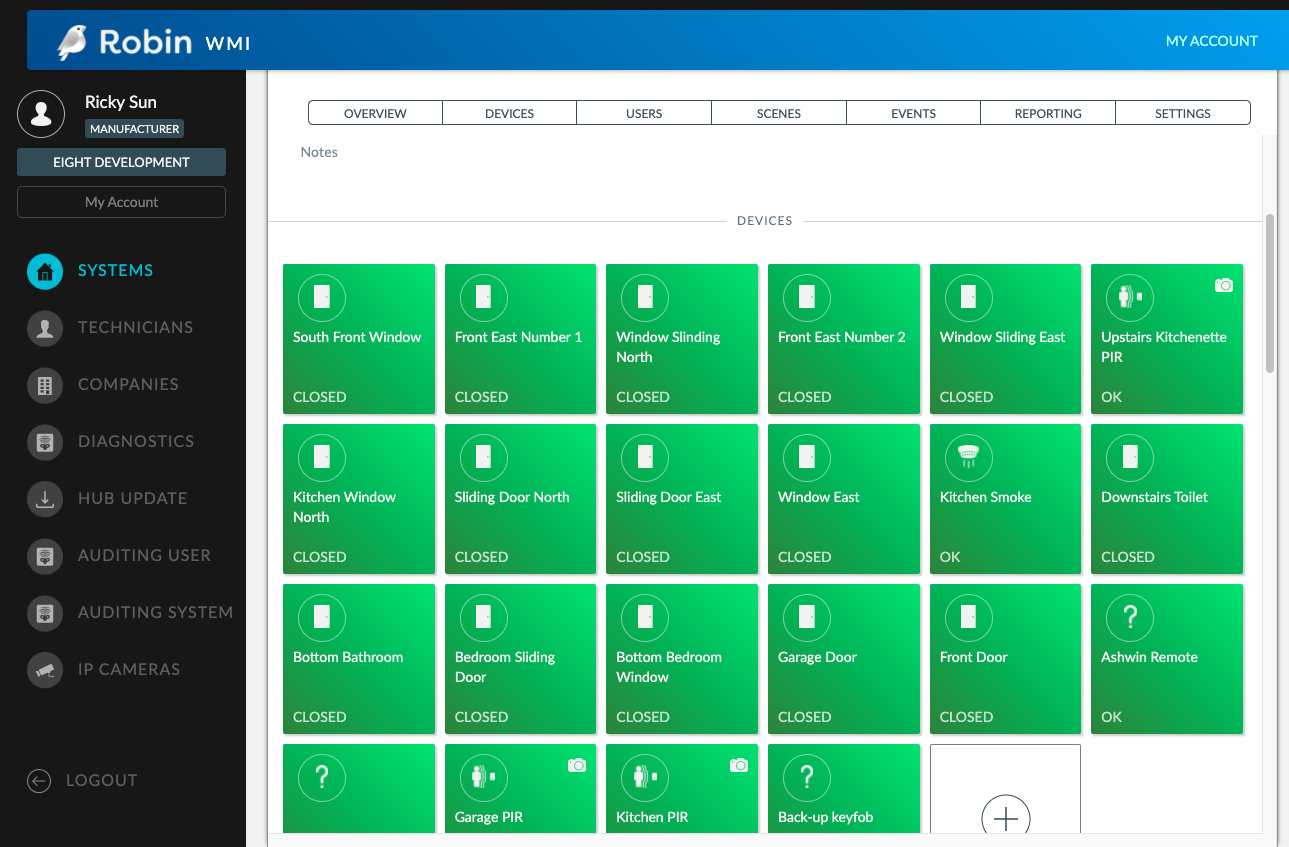 Robin WMI
MY ACCOUNT
Ricky Sun
MANUFACTURER
EIGHT DEVELOPMENT
My Account
SYSTEMS
TECHNICIANS
COMPANIES
DIAGNOSTICS
HUB UPDATE
AUDITING USER
AUDITING SYSTEM
IP CAMERAS
LOGOUT
OVERVIEW
DEVICES
USERS
SCENES
EVENTS
REPORTING
SETTINGS
Notes
DEVICES
South Front Window
CLOSED
Front East Number 1
CLOSED
Window Slinding
North
CLOSED
Front East Number 2
CLOSED
Window Sliding East
CLOSED
Upstairs Kitchenette
PIR
OK
Kitchen Window
North
CLOSED
Sliding Door North
CLOSED
Sliding Door East
CLOSED
Window East
CLOSED
Kitchen Smoke
OK
Downstairs Toilet
CLOSED
Bottom Bathroom
CLOSED
Bedroom Sliding
Door
CLOSED
Bottom Bedroom
Window
CLOSED
Garage Door
CLOSED
Front Door
CLOSED
?
Ashwin Remote
OK
?
Garage PIR
Kitchen PIR
?
Back-up keyfob